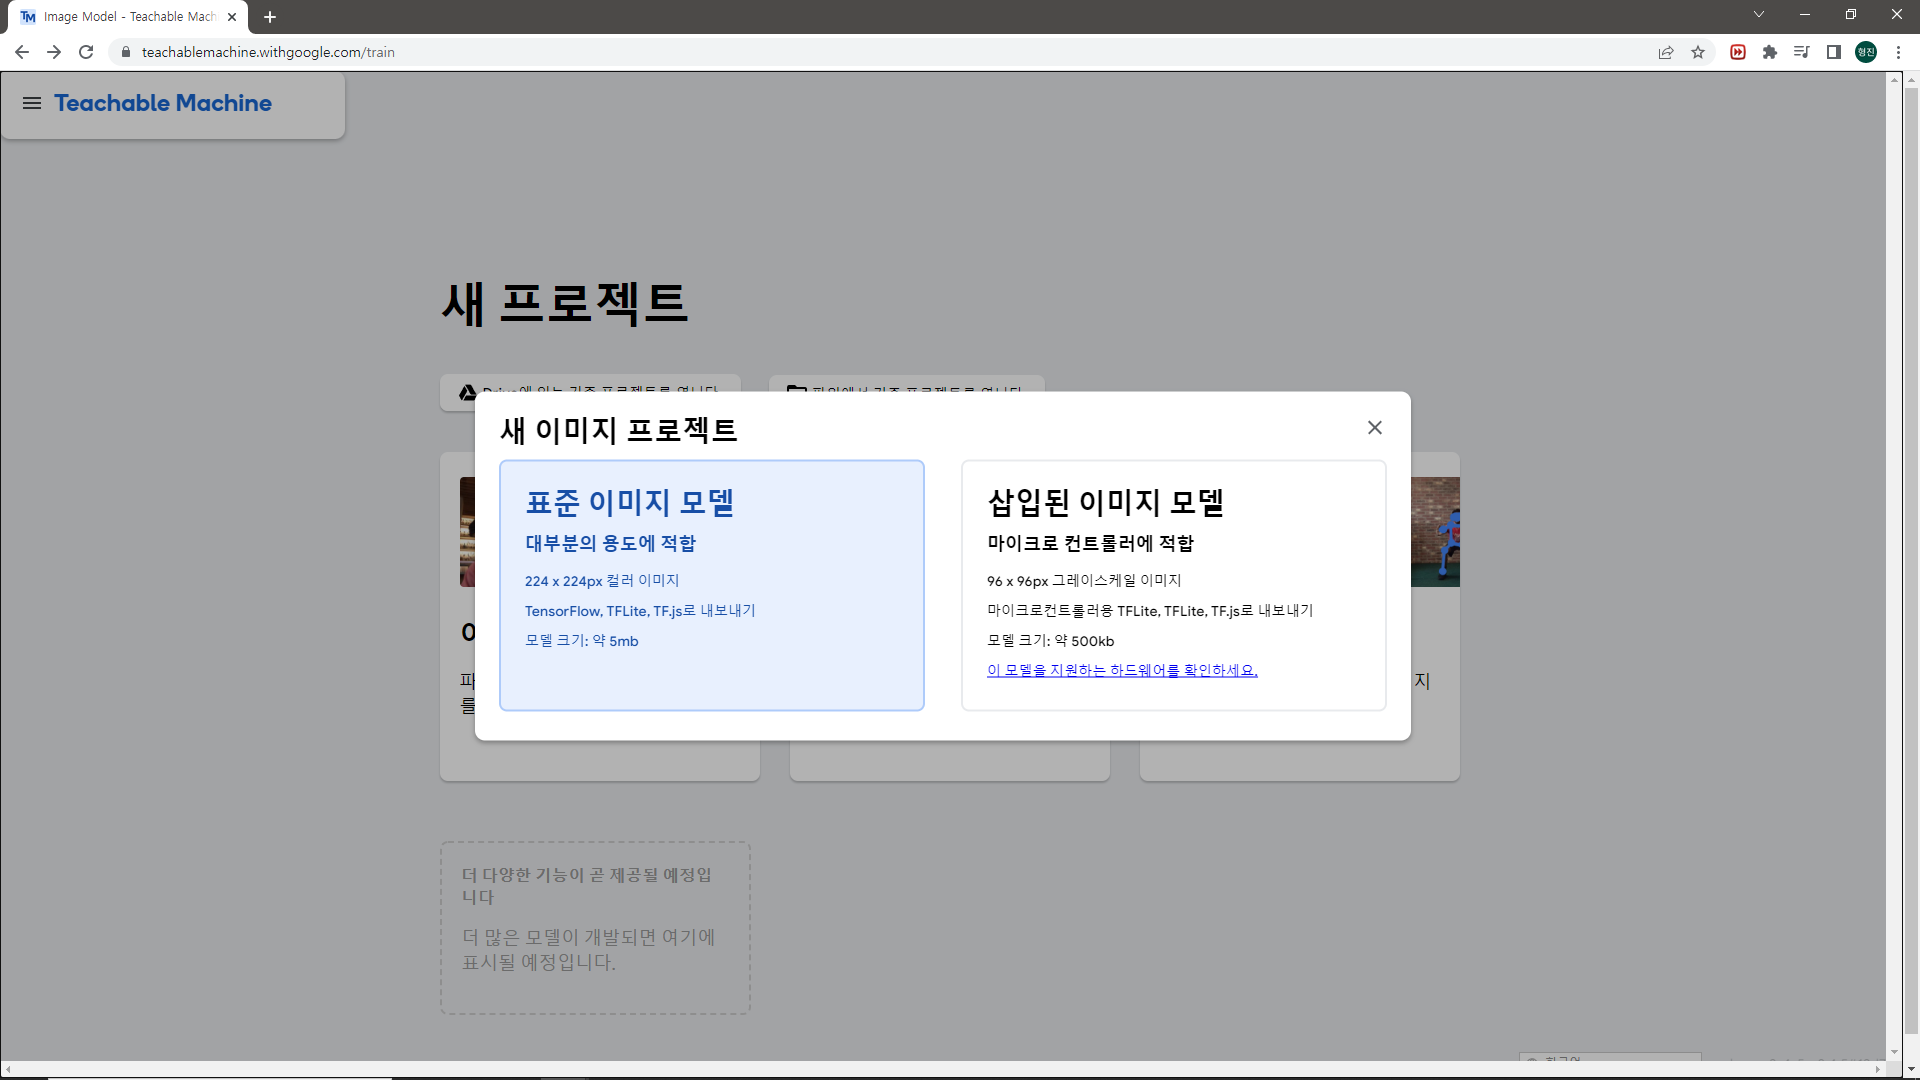 Image Model - Teachable Mach
teachablemachine.withgoogle.com/train
형진
Teachable Machine
새 프로젝트
새 이미지 프로젝트
표준 이미지 모델
대부분의 용도에 적합
224 x 224px 컬러 이미지
TensorFlow, TFLite, TF.js로 내보내기
모델 크기: 약 5mb
삽입된 이미지 모델
마이크로 컨트롤러에 적합
96 x 96px 그레이스케일 이미지
마이크로컨트롤러용 TFLite, TFLite, TF.js로 내보내기
모델 크기: 약 500kb
이 모델을 지원하는 하드웨어를 확인하세요.
지
를
더 다양한 기능이 곧 제공될 예정입
니다
더 많은 모델이 개발되면 여기에
표시될 예정입니다.